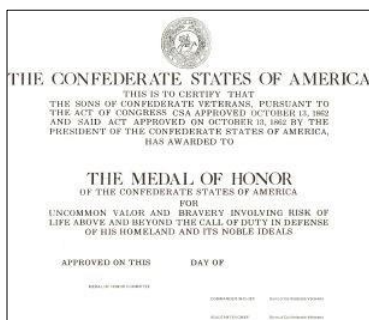 THE CONFEDERATE STATES OF AMERICA
THIS IS TO CERTIFY THAT
THE SONS OF CONFEDERATE VETERANS, PURSUANT TO
THE ACT OF CONGRESS CSA APPROVED OCTOBER 13, 1862
AND SAID ACT APPROVED ON OCTOBER 13, 1862 BY THE
PRESIDENT OF THE CONFEDERATE STATES OF AMERICA,
HAS AWARDED TO
THE MEDAL OF HONOR
OF THE CONFEDERATE STATES OF AMERICA
FOR
UNCOMMON VALOR AND BRAVERY INVOLVING RISK OF
LIFE ABOVE AND BEYOND THE CALL OF DUTY IN DEFENSE
OF HIS HOMELAND AND ITS NOBLE IDEALS
APPROVED ON THIS DAY OF
MEDAL OF HONOR COMMITTEE